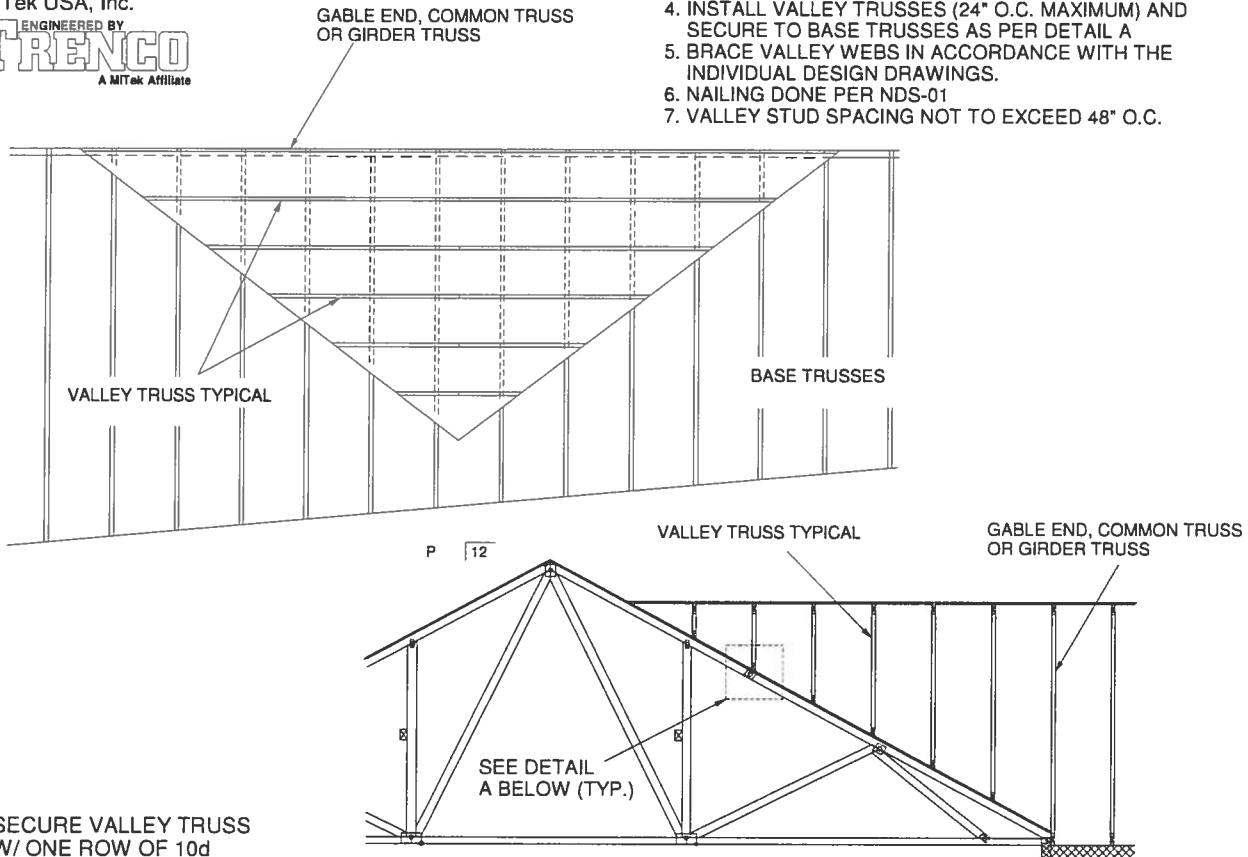 Tek USA, Inc.
ENGINEERED BY
TRENCO
A MiTek Affiliate
GABLE END, COMMON TRUSS
OR GIRDER TRUSS
4. INSTALL VALLEY TRUSSES (24" O.C. MAXIMUM) AND
SECURE TO BASE TRUSSES AS PER DETAIL A
5. BRACE VALLEY WEBS IN ACCORDANCE WITH THE
INDIVIDUAL DESIGN DRAWINGS.
6. NAILING DONE PER NDS-01
7. VALLEY STUD SPACING NOT TO EXCEED 48" O.C.
VALLEY TRUSS TYPICAL
BASE TRUSSES
P 12
VALLEY TRUSS TYPICAL
GABLE END, COMMON TRUSS
OR GIRDER TRUSS
SEE DETAIL
A BELOW (TYP.)
SECURE VALLEY TRUSS
W/ ONE ROW OF 10d